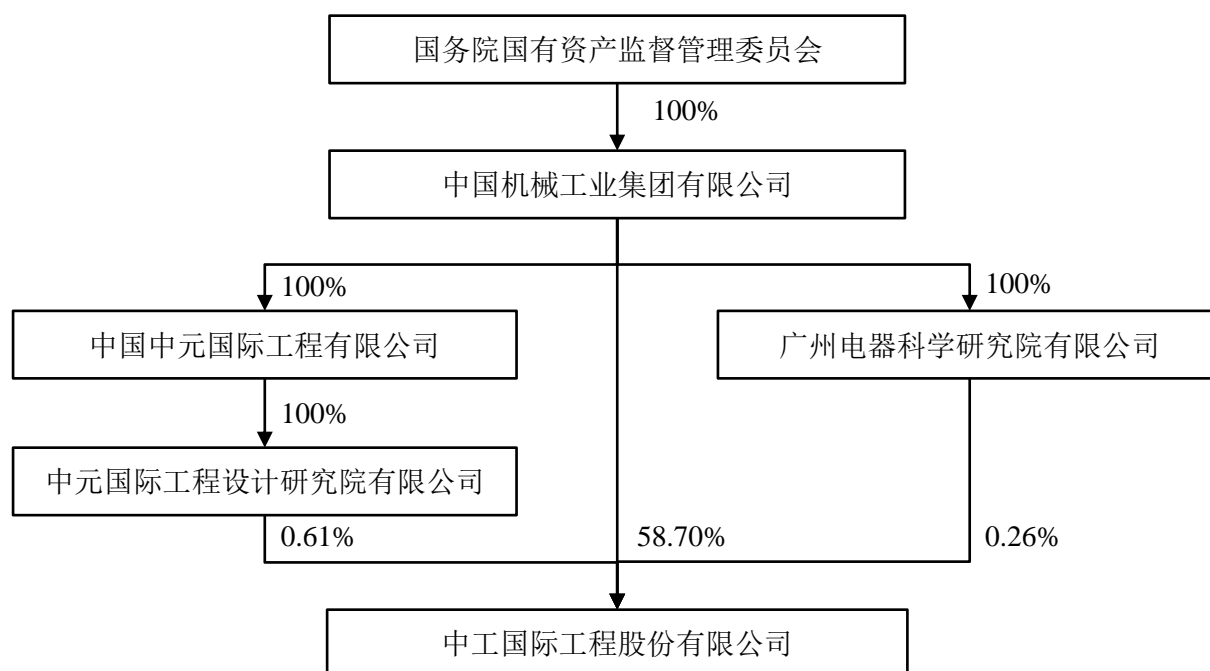 国务院国有资产监督管理委员会
100%
中国机械工业集团有限公司
100%
100%
中国中元国际工程有限公司
广州电器科学研究院有限公司
100%
中元国际工程设计研究院有限公司
0.61%
58.70%
0.26%
中工国际工程股份有限公司